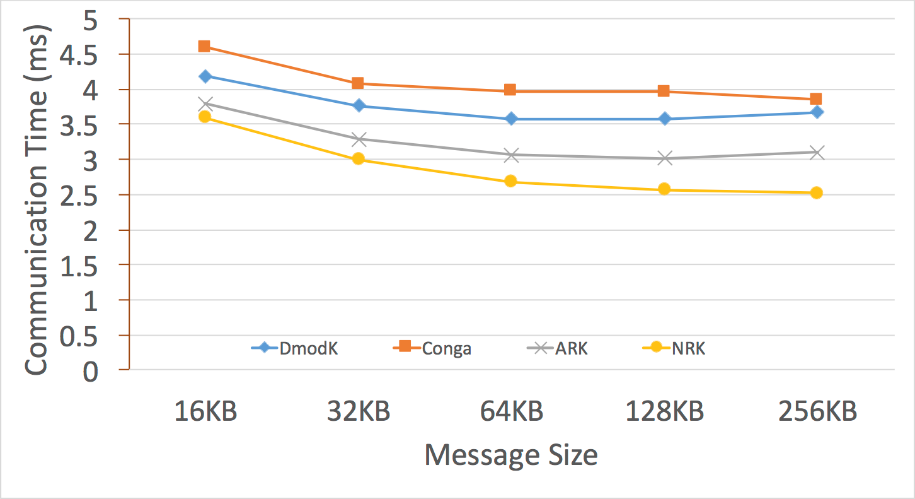 Communication Time (ms)
5
4.5
4
3.5
3
2.5
2
1.5
1
0.5
0
DmodK Conga ARK NRK
16KB 32KB 64KB 128KB 256KB
Message Size